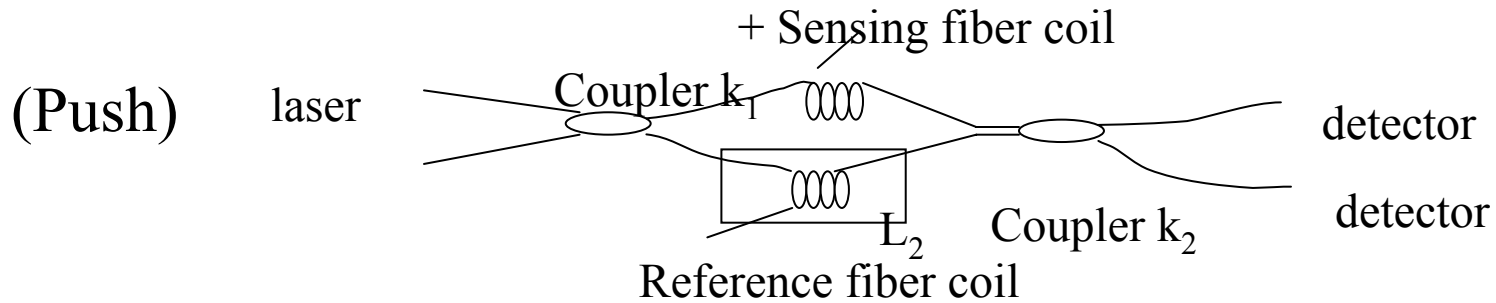 + Sensing fiber coil
(Push) laser Coupler k₁ detector
L₂ Coupler k₂ detector
Reference fiber coil